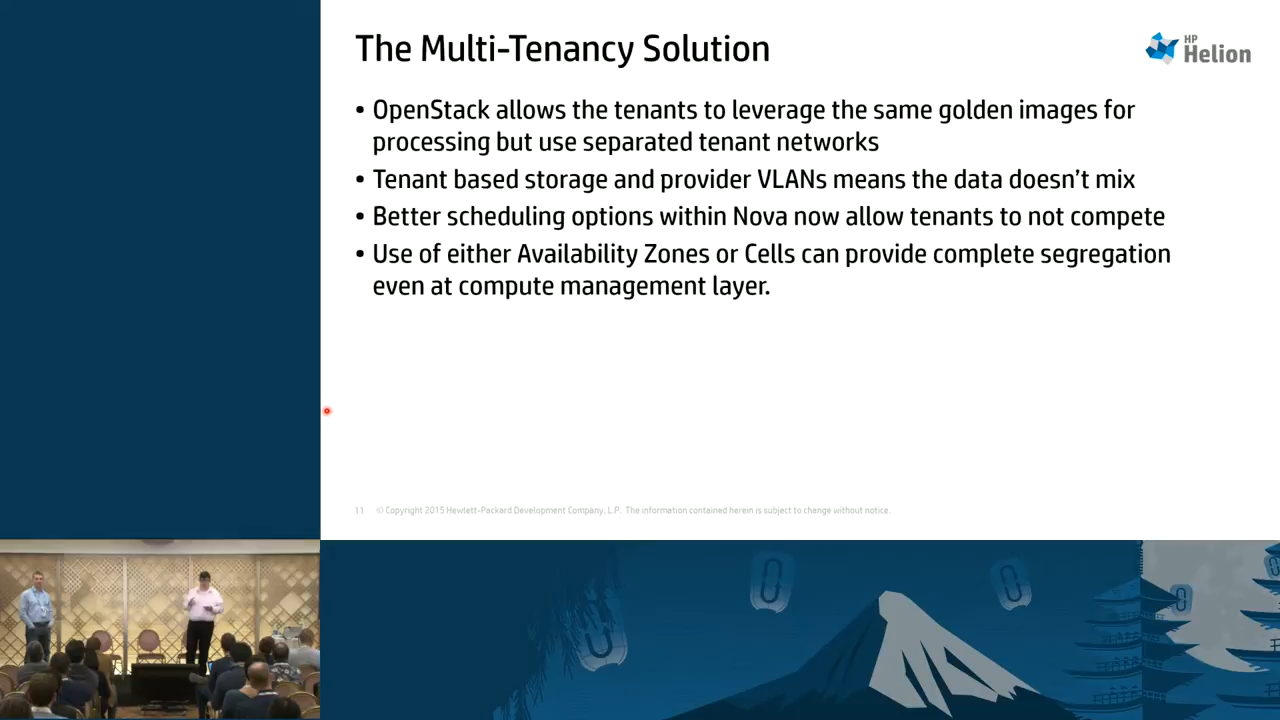 The Multi-Tenancy Solution
HP
Helion
• OpenStack allows the tenants to leverage the same golden images for
processing but use separated tenant networks
• Tenant based storage and provider VLANs means the data doesn't mix
• Better scheduling options within Nova now allow tenants to not compete
• Use of either Availability Zones or Cells can provide complete segregation
even at compute management layer.
11 © Copyright 2015 Hewlett-Packard Development Company, L.P. The information contained herein is subject to change without notice.